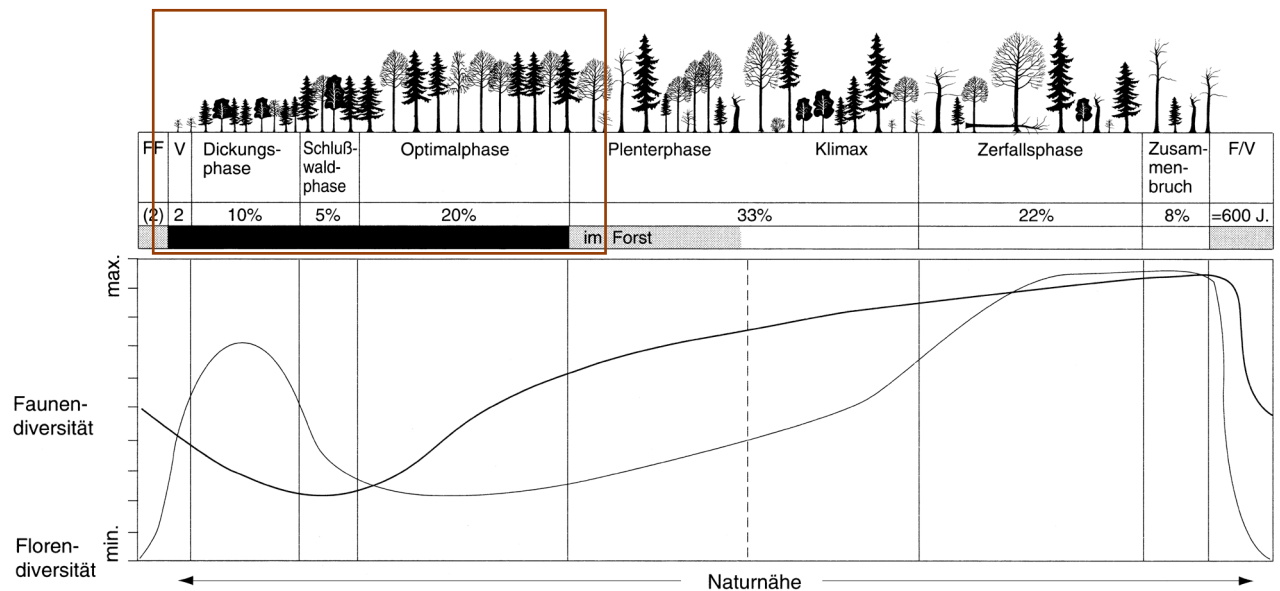 FF
V
Dickungs-
phase
Schluß-
wald-
phase
Optimalphase
Plenterphase
Klimax
Zerfallsphase
Zusam-
men-
bruch
F/V
(2)
2
10%
5%
20%
33%
22%
8%
=600 J.
im Forst
max.
Faunen-
diversität
min.
Floren-
diversität
Naturnähe